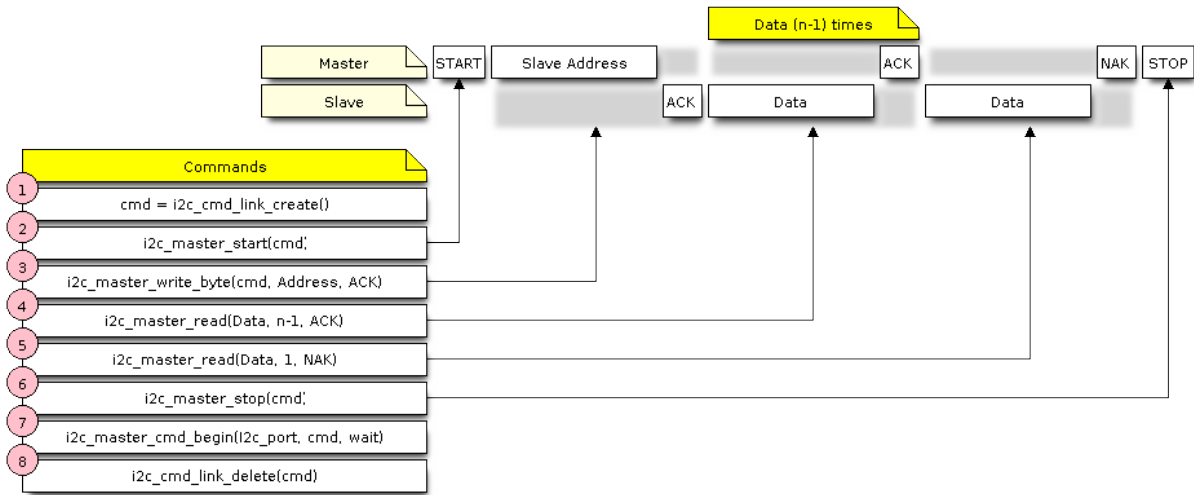 Data (n-1) times
Master START Slave Address ACK NAK STOP
Slave ACK Data Data
Commands
1
cmd = i2c_cmd_link_create()
2
i2c_master_start(cmd)
3
i2c_master_write_byte(cmd, Address, ACK)
4
i2c_master_read(Data, n-1, ACK)
5
i2c_master_read(Data, 1, NAK)
6
i2c_master_stop(cmd)
7
i2c_master_cmd_begin(I2c_port, cmd, wait)
8
i2c_cmd_link_delete(cmd)